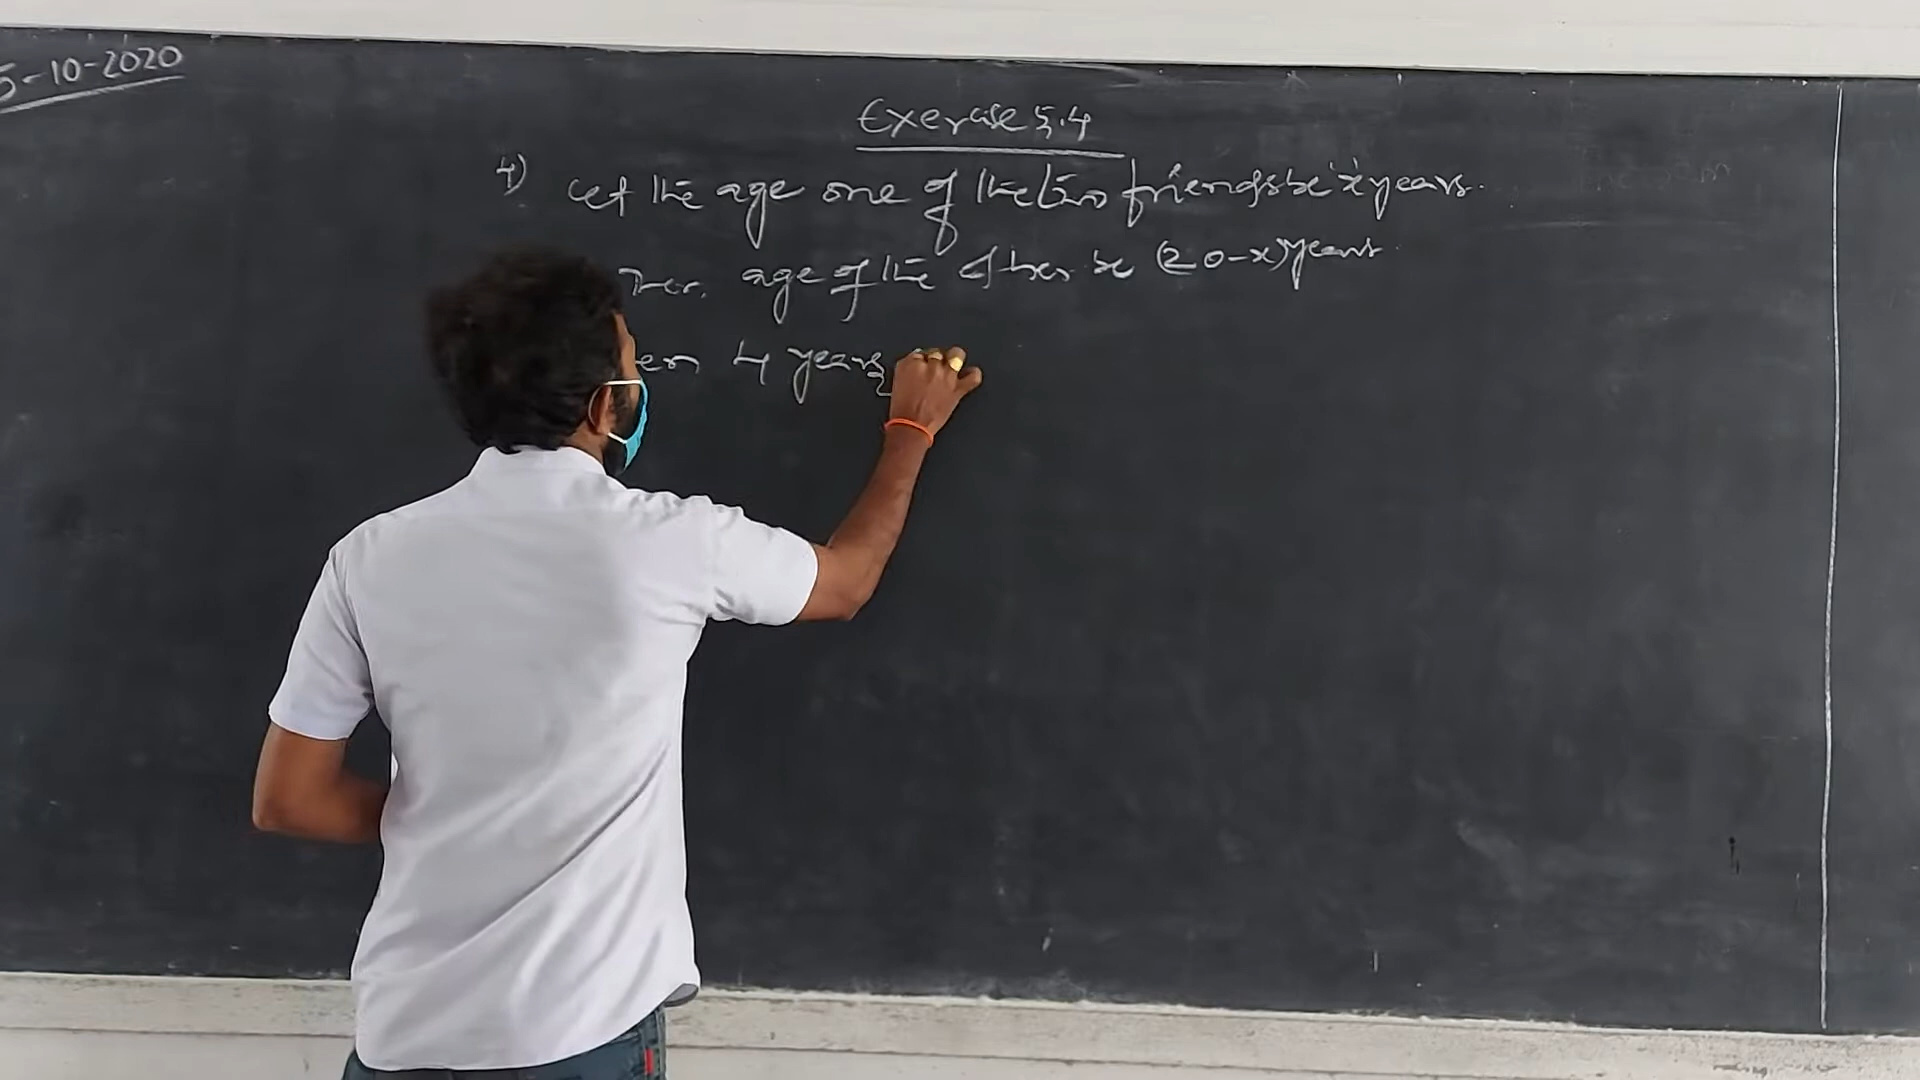 5-10-2020
Exercise 5.4
4) Let the age one of the two friends be 'x' years.
Then age of the other be (20-x) years
en 4 years